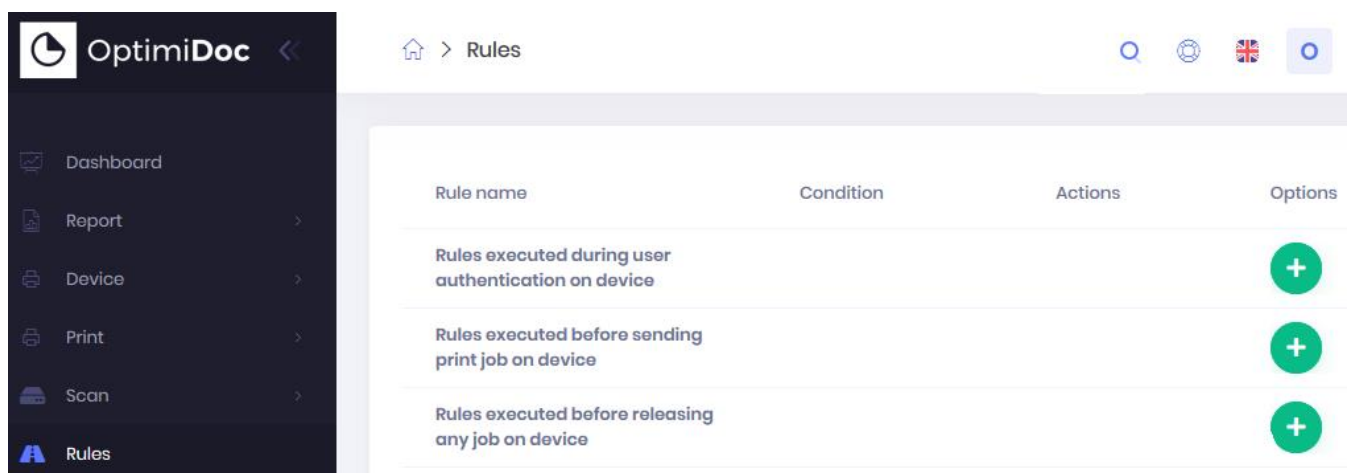 OptimiDoc
> Rules
O
Dashboard
Report
Device
Print
Scan
Rules
Rule name Condition Actions Options
Rules executed during user
authentication on device
Rules executed before sending
print job on device
Rules executed before releasing
any job on device